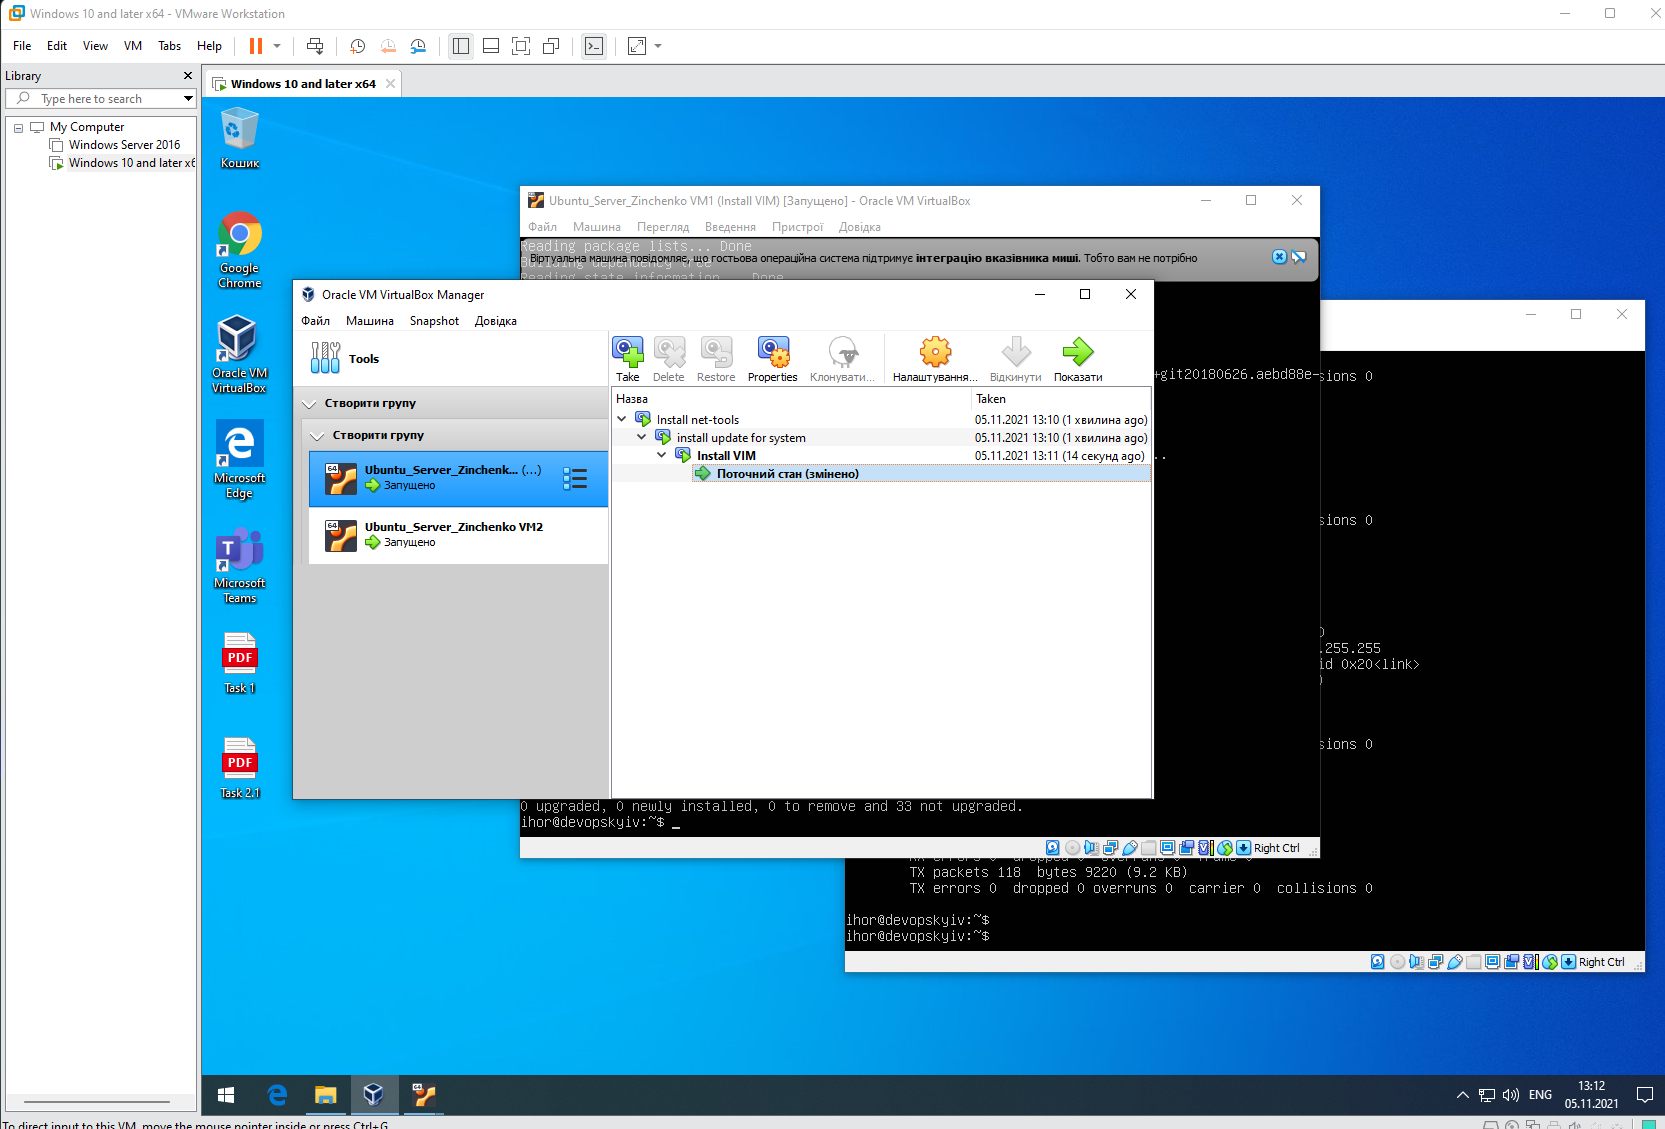 Windows 10 and later x64 - VMware Workstation
File Edit View VM Tabs Help
Library
Type here to search
My Computer
Windows Server 2016
Windows 10 and later x6
Windows 10 and later x64
Кошик
Google
Chrome
Oracle VM
VirtualBox
Microsoft
Edge
Microsoft
Teams
PDF
Task 1
PDF
Task 2.1
Ubuntu_Server_Zinchenko VM1 (Install VIM) [Запущено] - Oracle VM VirtualBox
Файл Машина Перегляд Введення Пристрої Довідка
Reading package lists... Done
Віртуальна машина повідомляє, що гостьова операційна система підтримує інтеграцію вказівника миші. Тобто вам не потрібно
Building dependency tree
Reading state information... Done
Oracle VM VirtualBox Manager
Файл Машина Snapshot Довідка
Tools
Take Delete Restore Properties Клонувати... Налаштування... Відкинути Показати
Створити групу
Створити групу
64
Ubuntu_Server_Zinchenk... (...)
Запущено
64
Ubuntu_Server_Zinchenko VM2
Запущено
Назва Taken
Install net-tools 05.11.2021 13:10 (1 хвилина ago)
install update for system 05.11.2021 13:10 (1 хвилина ago)
Install VIM 05.11.2021 13:11 (14 секунд ago)
Поточний стан (змінено)
+git20180626.aebd88e-
..
0 upgraded, 0 newly installed, 0 to remove and 33 not upgraded.
ihor@devopskyiv:~$ _
Right Ctrl
sions 0
sions 0
.255.255
id 0x20<link>
)
sions 0
TX packets 118 bytes 9220 (9.2 KB)
TX errors 0 dropped 0 overruns 0 carrier 0 collisions 0
ihor@devopskyiv:~$
ihor@devopskyiv:~$
Right Ctrl
ENG
13:12
05.11.2021
To direct input to this VM, move the mouse pointer inside or press Ctrl+G.